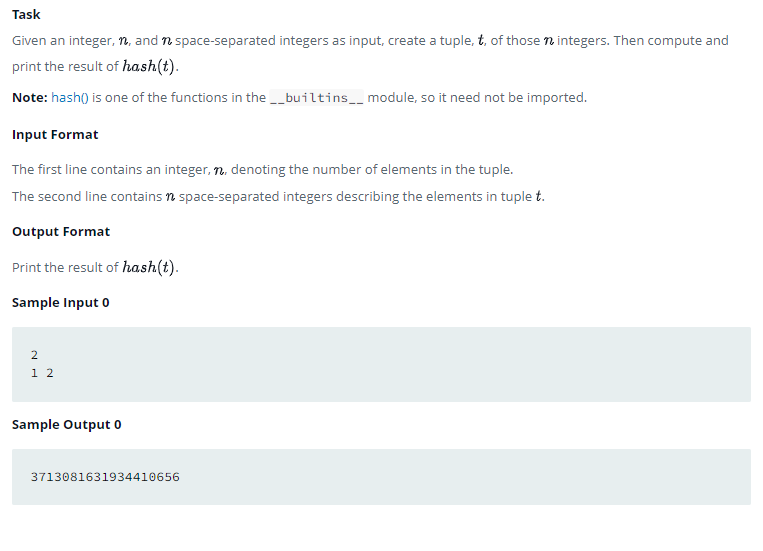 Task
Given an integer, n, and n space-separated integers as input, create a tuple, t, of those n integers. Then compute and
print the result of hash(t).
Note: hash() is one of the functions in the __builtins__ module, so it need not be imported.
Input Format
The first line contains an integer, n, denoting the number of elements in the tuple.
The second line contains n space-separated integers describing the elements in tuple t.
Output Format
Print the result of hash(t).
Sample Input 0
2
1 2
Sample Output 0
3713081631934410656